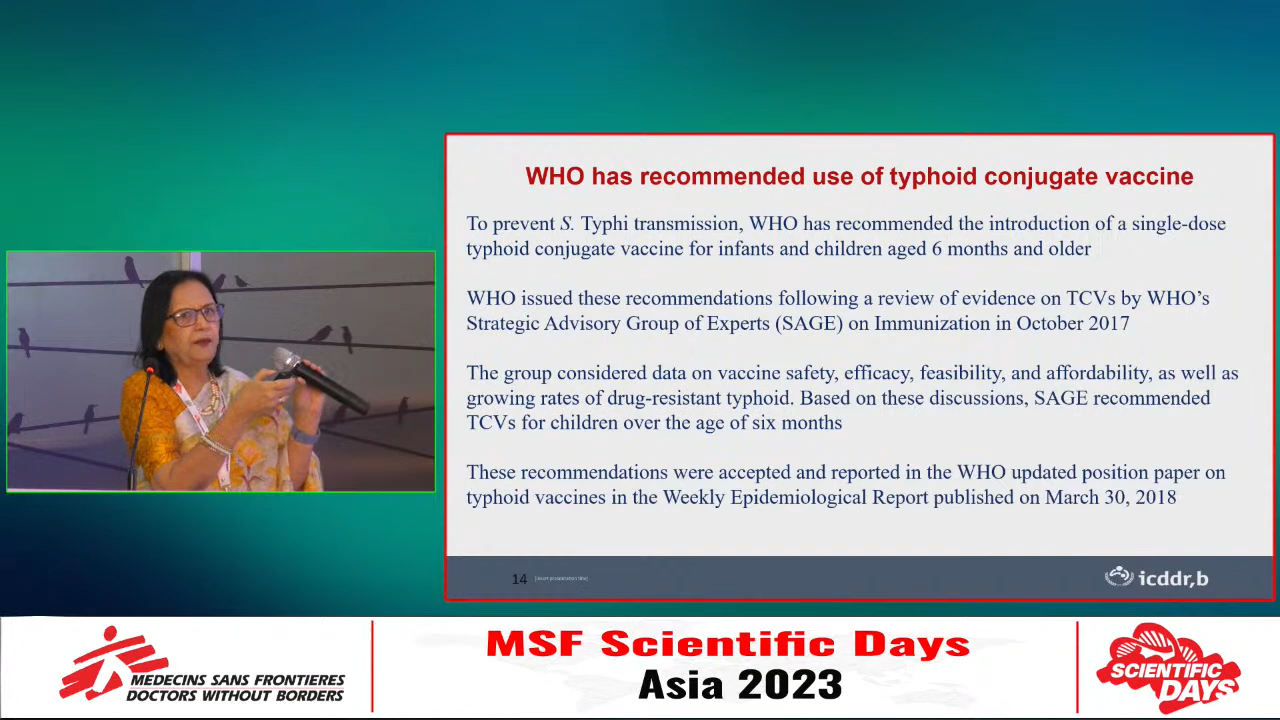 WHO has recommended use of typhoid conjugate vaccine
To prevent S. Typhi transmission, WHO has recommended the introduction of a single-dose
typhoid conjugate vaccine for infants and children aged 6 months and older
WHO issued these recommendations following a review of evidence on TCVs by WHO’s
Strategic Advisory Group of Experts (SAGE) on Immunization in October 2017
The group considered data on vaccine safety, efficacy, feasibility, and affordability, as well as
growing rates of drug-resistant typhoid. Based on these discussions, SAGE recommended
TCVs for children over the age of six months
These recommendations were accepted and reported in the WHO updated position paper on
typhoid vaccines in the Weekly Epidemiological Report published on March 30, 2018
14 [insert presentation title]
icddr,b
MEDECINS SANS FRONTIERES
DOCTORS WITHOUT BORDERS
MSF Scientific Days
Asia 2023
SCIENTIFIC
DAYS